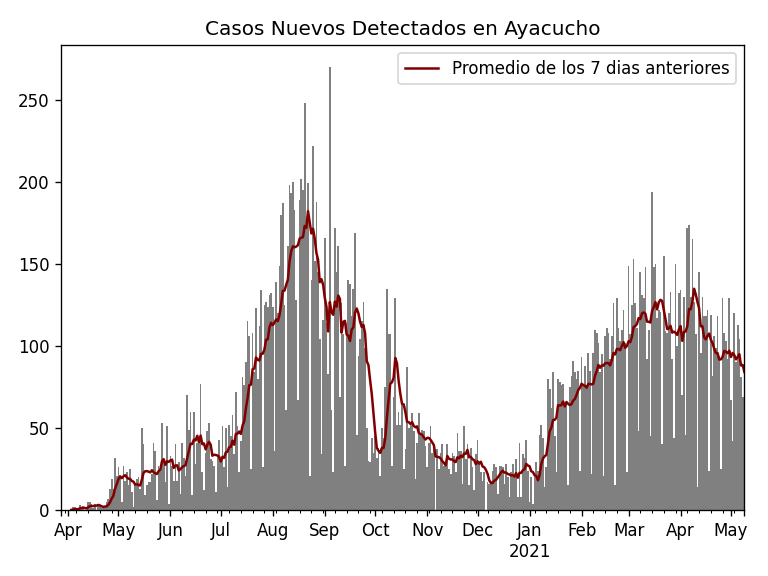 Casos Nuevos Detectados en Ayacucho
Promedio de los 7 dias anteriores
250
200
150
100
50
0
Apr May Jun Jul Aug Sep Oct Nov Dec Jan Feb Mar Apr May
2021